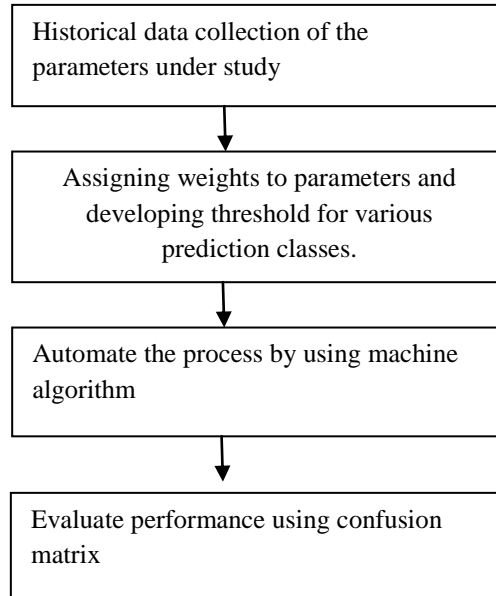 Historical data collection of the
parameters under study
Assigning weights to parameters and
developing threshold for various
prediction classes.
Automate the process by using machine
algorithm
Evaluate performance using confusion
matrix